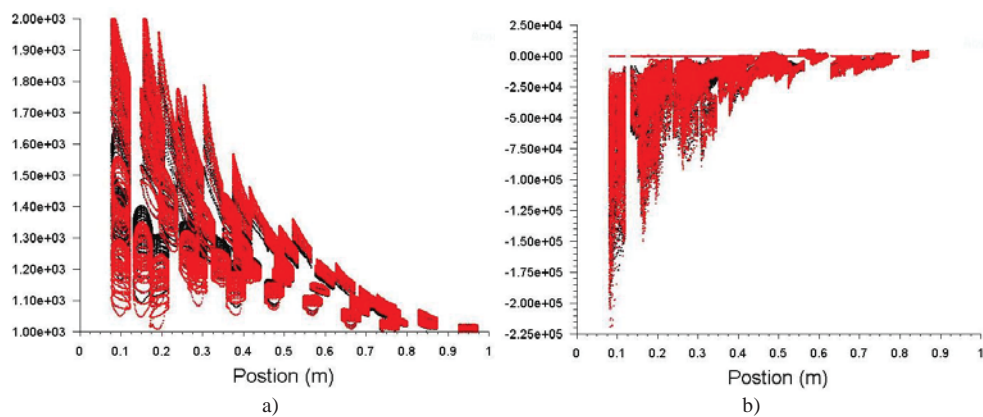 2.00e+03
1.90e+03
1.80e+03
1.70e+03
1.60e+03
1.50e+03
1.40e+03
1.30e+03
1.20e+03
1.10e+03
1.00e+03
0 0.1 0.2 0.3 0.4 0.5 0.6 0.7 0.8 0.9 1
Postion (m)
a)
2.50e+04
0.00e+00
-2.50e+04
-5.00e+04
-7.50e+04
-1.00e+05
-1.25e+05
-1.50e+05
-1.75e+05
-2.00e+05
-2.25e+05
0 0.1 0.2 0.3 0.4 0.5 0.6 0.7 0.8 0.9 1
Postion (m)
b)